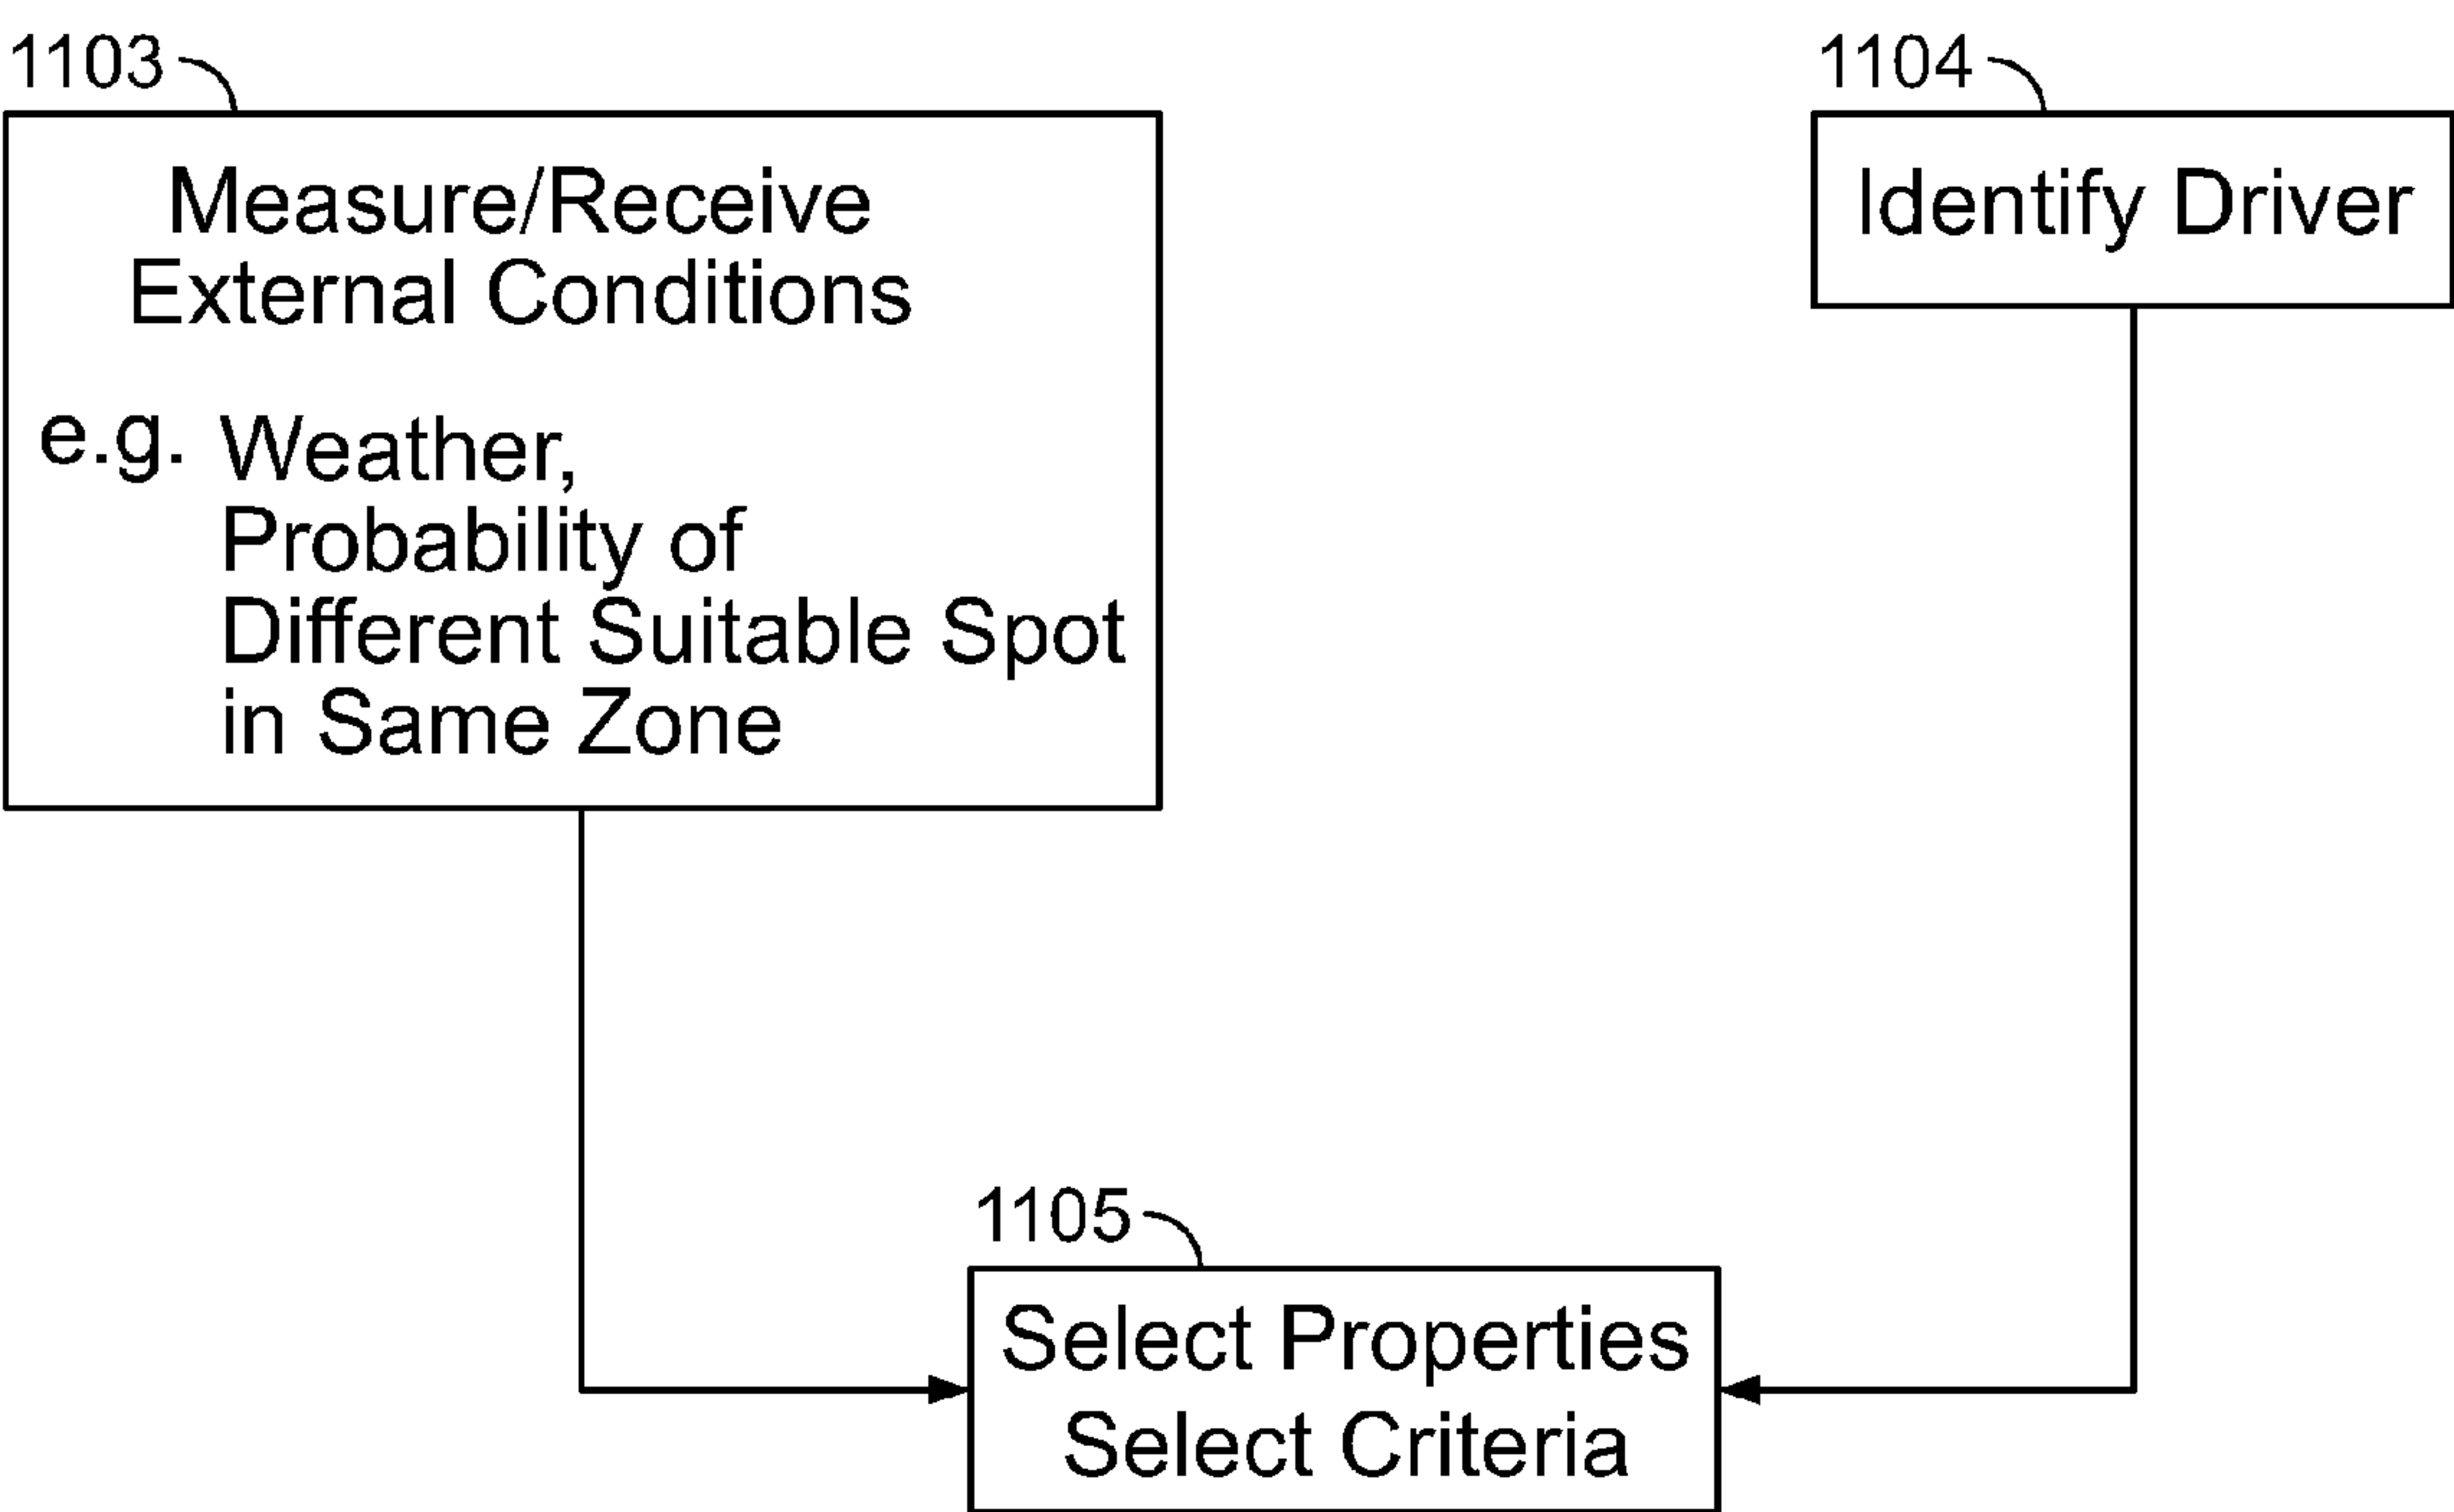 1103
Measure/Receive
External Conditions
e.g. Weather,
Probability of
Different Suitable Spot
in Same Zone
1104
Identify Driver
1105
Select Properties
Select Criteria